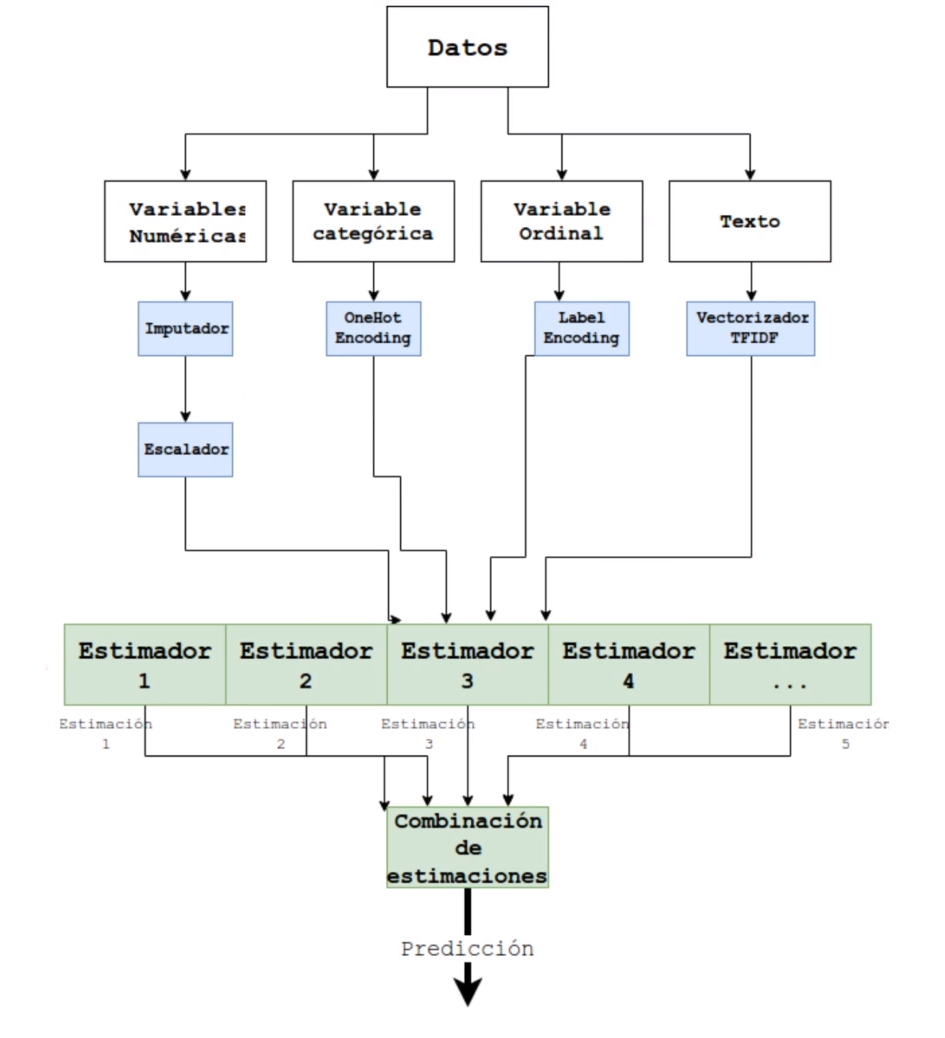 Datos
Variables
Numéricas
Variable
categórica
Variable
Ordinal
Texto
Imputador
OneHot
Encoding
Label
Encoding
Vectorizador
TFIDF
Escalador
Estimador
1
Estimador
2
Estimador
3
Estimador
4
Estimador
...
Estimación
1
Estimación
2
Estimación
3
Estimación
4
Estimación
5
Combinación
de
estimaciones
Predicción